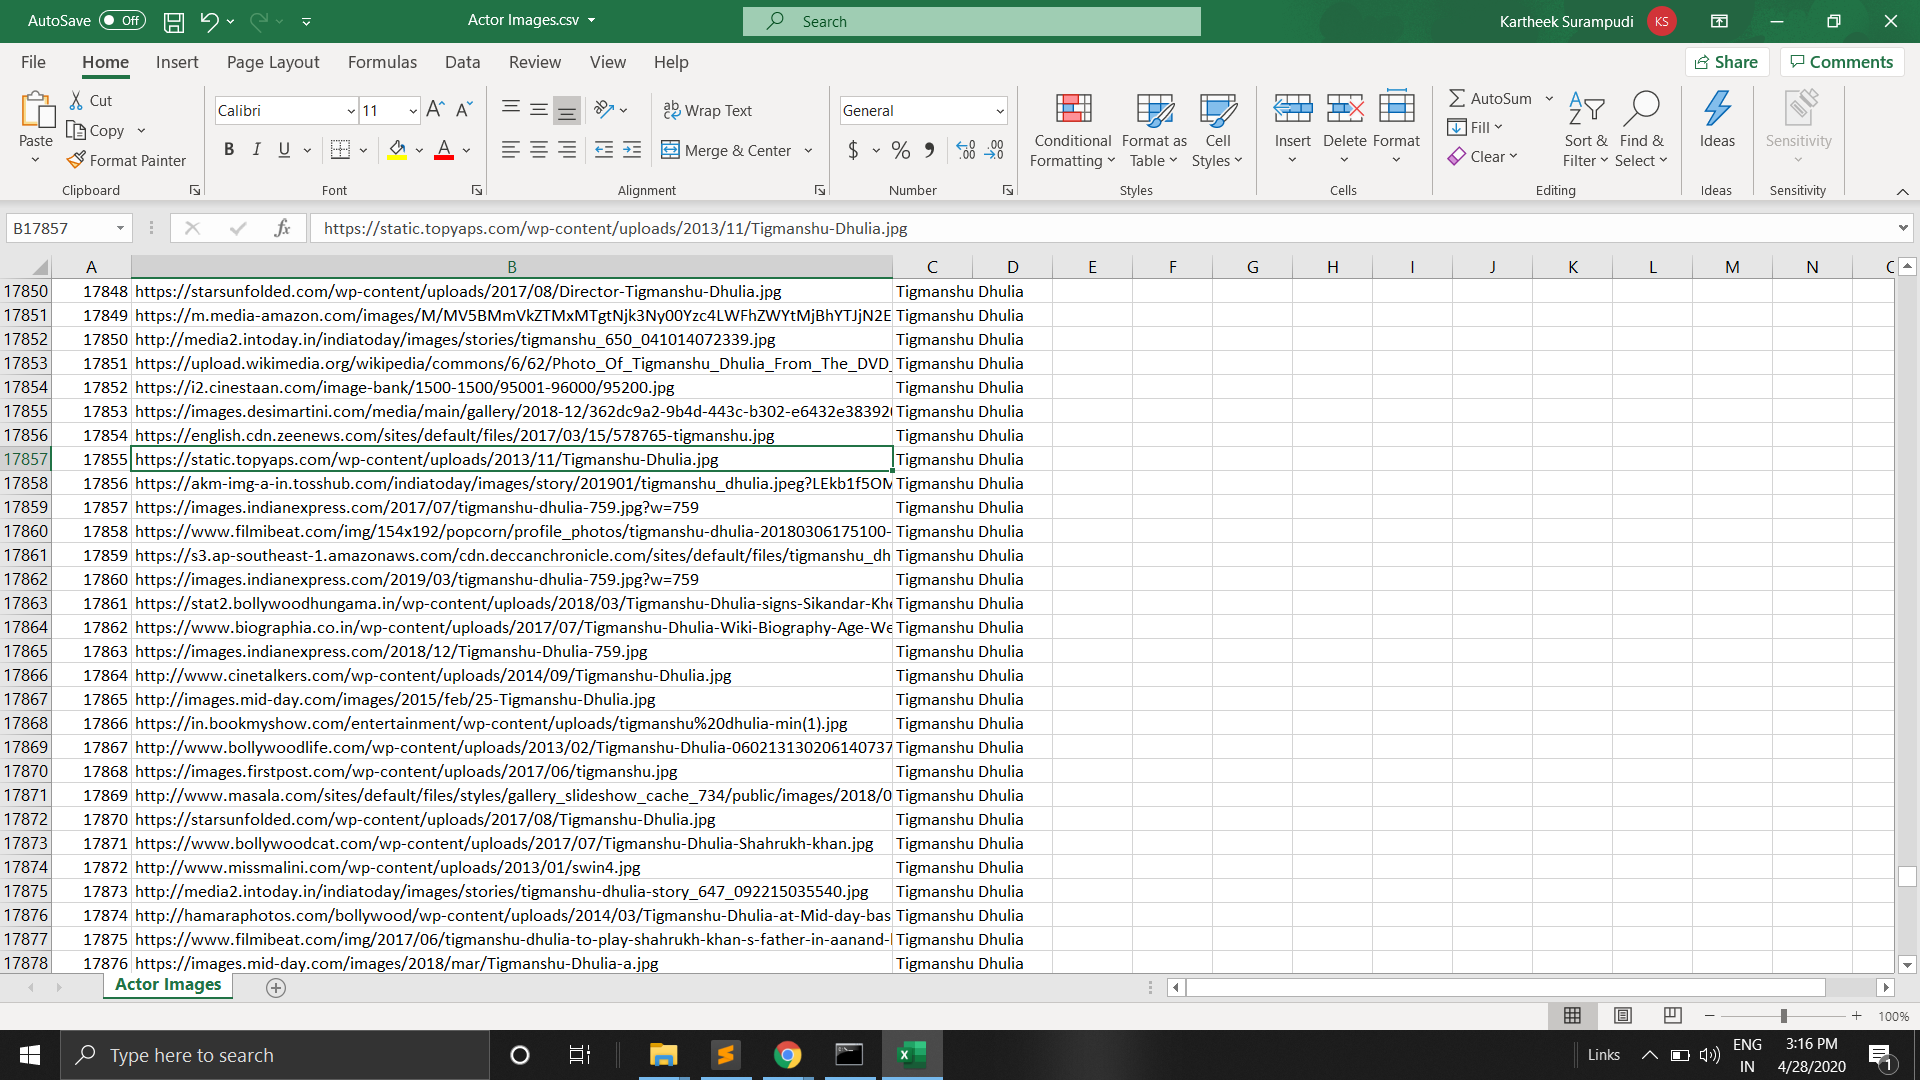 AutoSave Off Actor Images.csv Search Kartheek Surampudi KS
File Home Insert Page Layout Formulas Data Review View Help Share Comments
Paste Cut Copy Format Painter Clipboard
Calibri 11 B I U A Font
Wrap Text Merge & Center Alignment
General $ % Number
Conditional Formatting Format as Table Cell Styles Styles
Insert Delete Format Cells
AutoSum Fill Clear Sort & Filter Find & Select Editing
Ideas Ideas
Sensitivity Sensitivity
B17857 fx https://static.topyaps.com/wp-content/uploads/2013/11/Tigmanshu-Dhulia.jpg
A B C D E F G H I J K L M N
17850 17848 https://starsunfolded.com/wp-content/uploads/2017/08/Director-Tigmanshu-Dhulia.jpg Tigmanshu Dhulia
17851 17849 https://m.media-amazon.com/images/M/MV5BMmVkZTMxMTgtNjk3Ny00Yzc4LWFhZWYtMjBhYTJjN2E Tigmanshu Dhulia
17852 17850 http://media2.intoday.in/indiatoday/images/stories/tigmanshu_650_041014072339.jpg Tigmanshu Dhulia
17853 17851 https://upload.wikimedia.org/wikipedia/commons/6/62/Photo_Of_Tigmanshu_Dhulia_From_The_DVD_ Tigmanshu Dhulia
17854 17852 https://i2.cinestaan.com/image-bank/1500-1500/95001-96000/95200.jpg Tigmanshu Dhulia
17855 17853 https://images.desimartini.com/media/main/gallery/2018-12/362dc9a2-9b4d-443c-b302-e6432e38392 Tigmanshu Dhulia
17856 17854 https://english.cdn.zeenews.com/sites/default/files/2017/03/15/578765-tigmanshu.jpg Tigmanshu Dhulia
17857 17855 https://static.topyaps.com/wp-content/uploads/2013/11/Tigmanshu-Dhulia.jpg Tigmanshu Dhulia
17858 17856 https://akm-img-a-in.tosshub.com/indiatoday/images/story/201901/tigmanshu_dhulia.jpeg?LEkb1f5OM Tigmanshu Dhulia
17859 17857 https://images.indianexpress.com/2017/07/tigmanshu-dhulia-759.jpg?w=759 Tigmanshu Dhulia
17860 17858 https://www.filmibeat.com/img/154x192/popcorn/profile_photos/tigmanshu-dhulia-20180306175100- Tigmanshu Dhulia
17861 17859 https://s3.ap-southeast-1.amazonaws.com/cdn.deccanchronicle.com/sites/default/files/tigmanshu_dh Tigmanshu Dhulia
17862 17860 https://images.indianexpress.com/2019/03/tigmanshu-dhulia-759.jpg?w=759 Tigmanshu Dhulia
17863 17861 https://stat2.bollywoodhungama.in/wp-content/uploads/2018/03/Tigmanshu-Dhulia-signs-Sikandar-Khe Tigmanshu Dhulia
17864 17862 https://www.biographia.co.in/wp-content/uploads/2017/07/Tigmanshu-Dhulia-Wiki-Biography-Age-We Tigmanshu Dhulia
17865 17863 https://images.indianexpress.com/2018/12/Tigmanshu-Dhulia-759.jpg Tigmanshu Dhulia
17866 17864 http://www.cinetalkers.com/wp-content/uploads/2014/09/Tigmanshu-Dhulia.jpg Tigmanshu Dhulia
17867 17865 http://images.mid-day.com/images/2015/feb/25-Tigmanshu-Dhulia.jpg Tigmanshu Dhulia
17868 17866 https://in.bookmyshow.com/entertainment/wp-content/uploads/tigmanshu%20dhulia-min(1).jpg Tigmanshu Dhulia
17869 17867 http://www.bollywoodlife.com/wp-content/uploads/2013/02/Tigmanshu-Dhulia-060213130206140737 Tigmanshu Dhulia
17870 17868 https://images.firstpost.com/wp-content/uploads/2017/06/tigmanshu.jpg Tigmanshu Dhulia
17871 17869 http://www.masala.com/sites/default/files/styles/gallery_slideshow_cache_734/public/images/2018/0 Tigmanshu Dhulia
17872 17870 https://starsunfolded.com/wp-content/uploads/2017/08/Tigmanshu-Dhulia.jpg Tigmanshu Dhulia
17873 17871 https://www.bollywoodcat.com/wp-content/uploads/2017/07/Tigmanshu-Dhulia-Shahrukh-khan.jpg Tigmanshu Dhulia
17874 17872 http://www.missmalini.com/wp-content/uploads/2013/01/swin4.jpg Tigmanshu Dhulia
17875 17873 http://media2.intoday.in/indiatoday/images/stories/tigmanshu-dhulia-story_647_092215035540.jpg Tigmanshu Dhulia
17876 17874 http://hamaraphotos.com/bollywood/wp-content/uploads/2014/03/Tigmanshu-Dhulia-at-Mid-day-bas Tigmanshu Dhulia
17877 17875 https://www.filmibeat.com/img/2017/06/tigmanshu-dhulia-to-play-shahrukh-khan-s-father-in-aanand- Tigmanshu Dhulia
17878 17876 https://images.mid-day.com/images/2018/mar/Tigmanshu-Dhulia-a.jpg Tigmanshu Dhulia
Actor Images
100%
Type here to search Links ENG IN 3:16 PM 4/28/2020 1